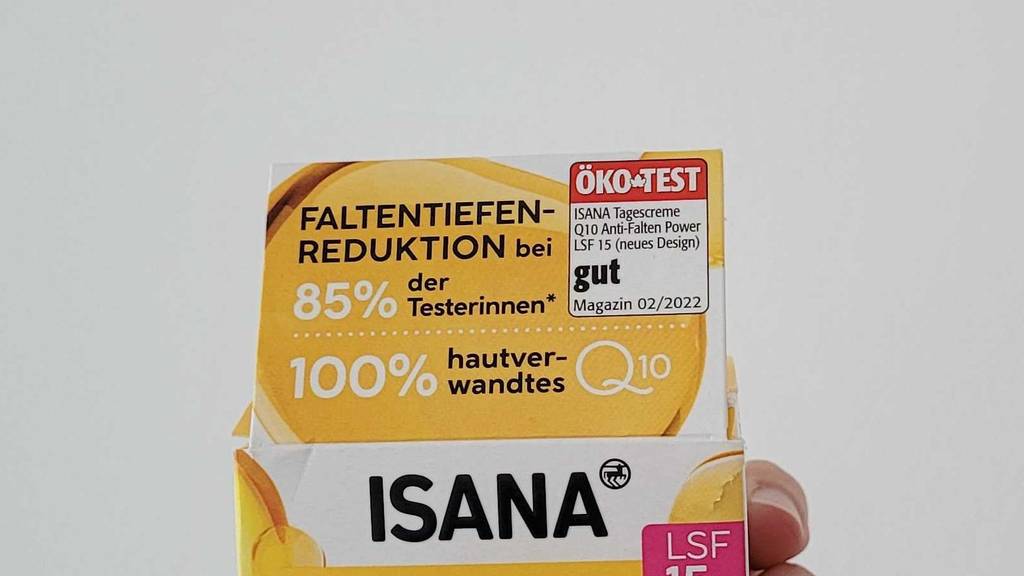 FALTENTIEFEN-
REDUKTION bei
85% der
Testerinnen*
100% hautver-
wandtes Q10
ÖKO TEST
ISANA Tagescreme
Q10 Anti-Falten Power
LSF 15 (neues Design)
gut
Magazin 02/2022
ISANA
LSF
15